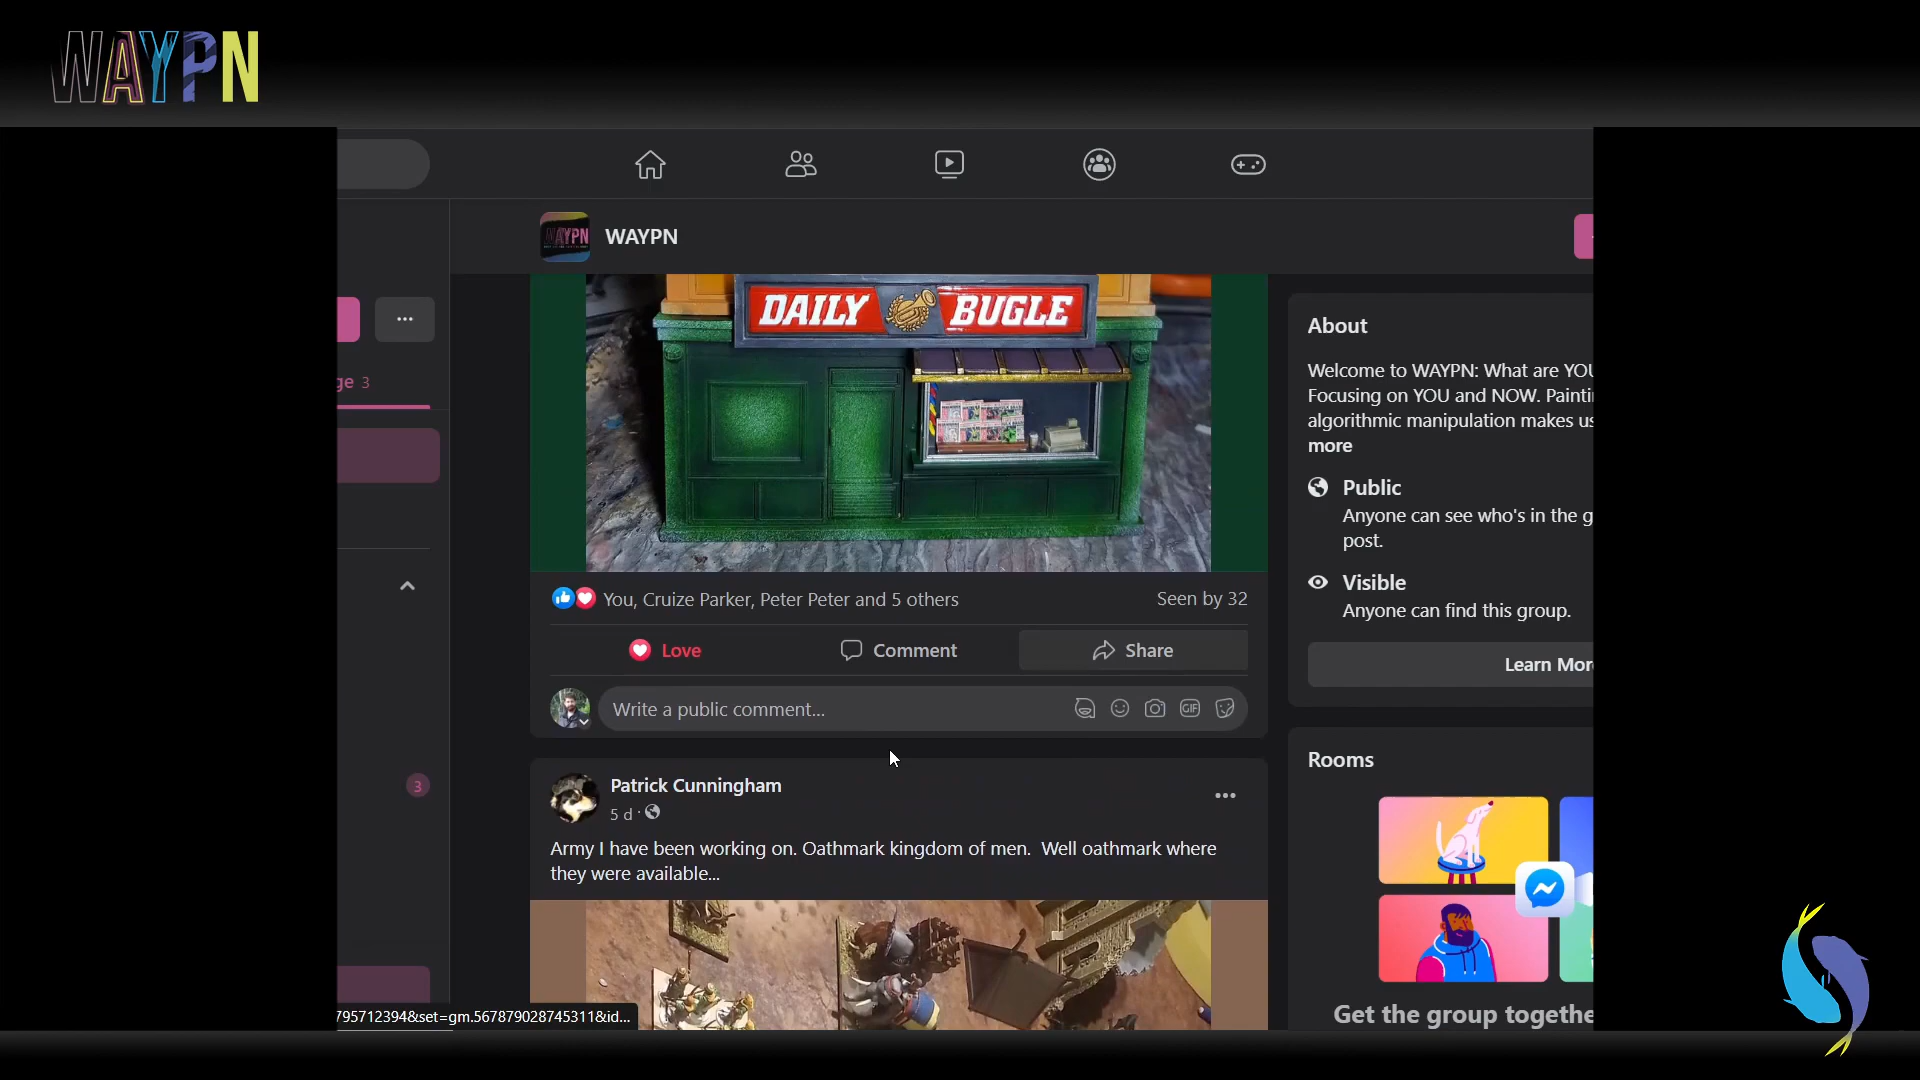 WAYPN
WAYPN
WAYPN
DAILY BUGLE
ge 3
About
Welcome to WAYPN: What are YOU
Focusing on YOU and NOW. Painti
algorithmic manipulation makes us
more
Public
Anyone can see who's in the g
post.
Visible
Anyone can find this group.
Learn More
You, Cruize Parker, Peter Peter and 5 others
Seen by 32
Love
Comment
Share
Write a public comment...
GIF
3
Patrick Cunningham
5 d ·
Army I have been working on. Oathmark kingdom of men. Well oathmark where
they were available...
Rooms
Get the group togethe
795712394&set=gm.567879028745311&id...